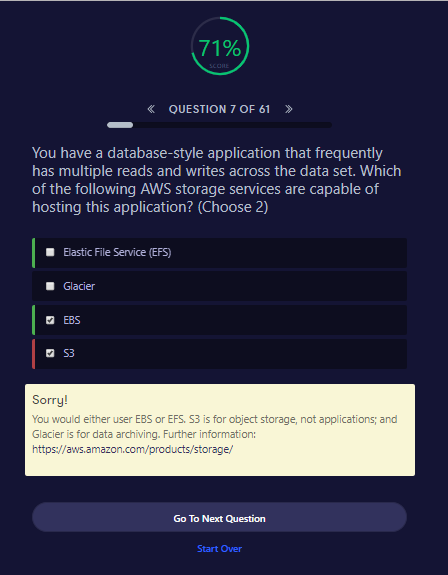 71%
SCORE
QUESTION 7 OF 61
You have a database-style application that frequently
has multiple reads and writes across the data set. Which
of the following AWS storage services are capable of
hosting this application? (Choose 2)
Elastic File Service (EFS)
Glacier
EBS
S3
Sorry!
You would either user EBS or EFS. S3 is for object storage, not applications; and
Glacier is for data archiving. Further information:
https://aws.amazon.com/products/storage/
Go To Next Question
Start Over